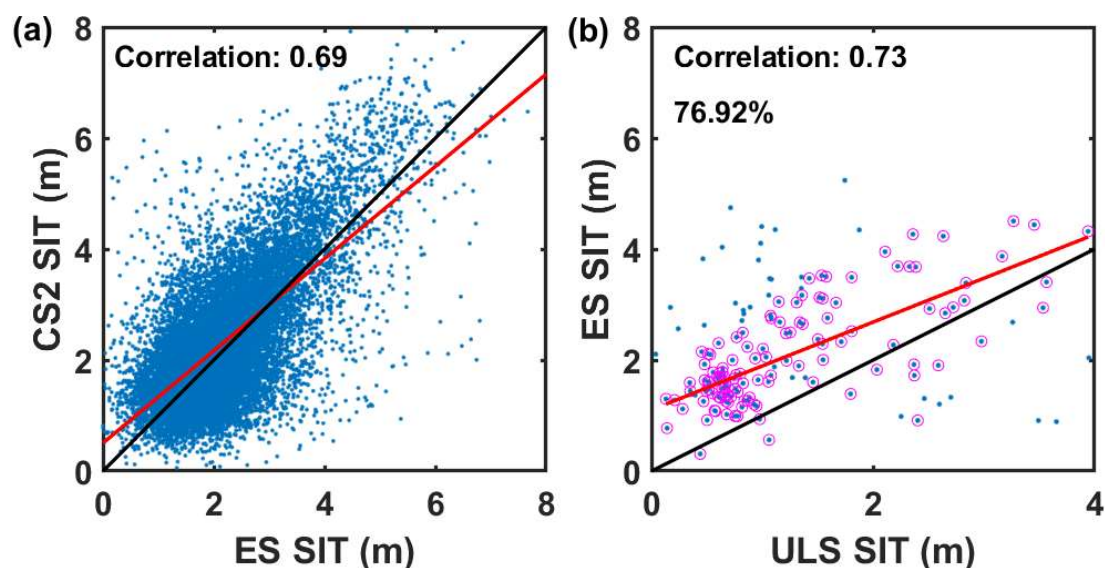 (a)
Correlation: 0.69
8
6
4
2
0
CS2 SIT (m)
0 2 4 6 8
ES SIT (m)
(b)
Correlation: 0.73
76.92%
8
6
4
2
0
ES SIT (m)
0 2 4
ULS SIT (m)